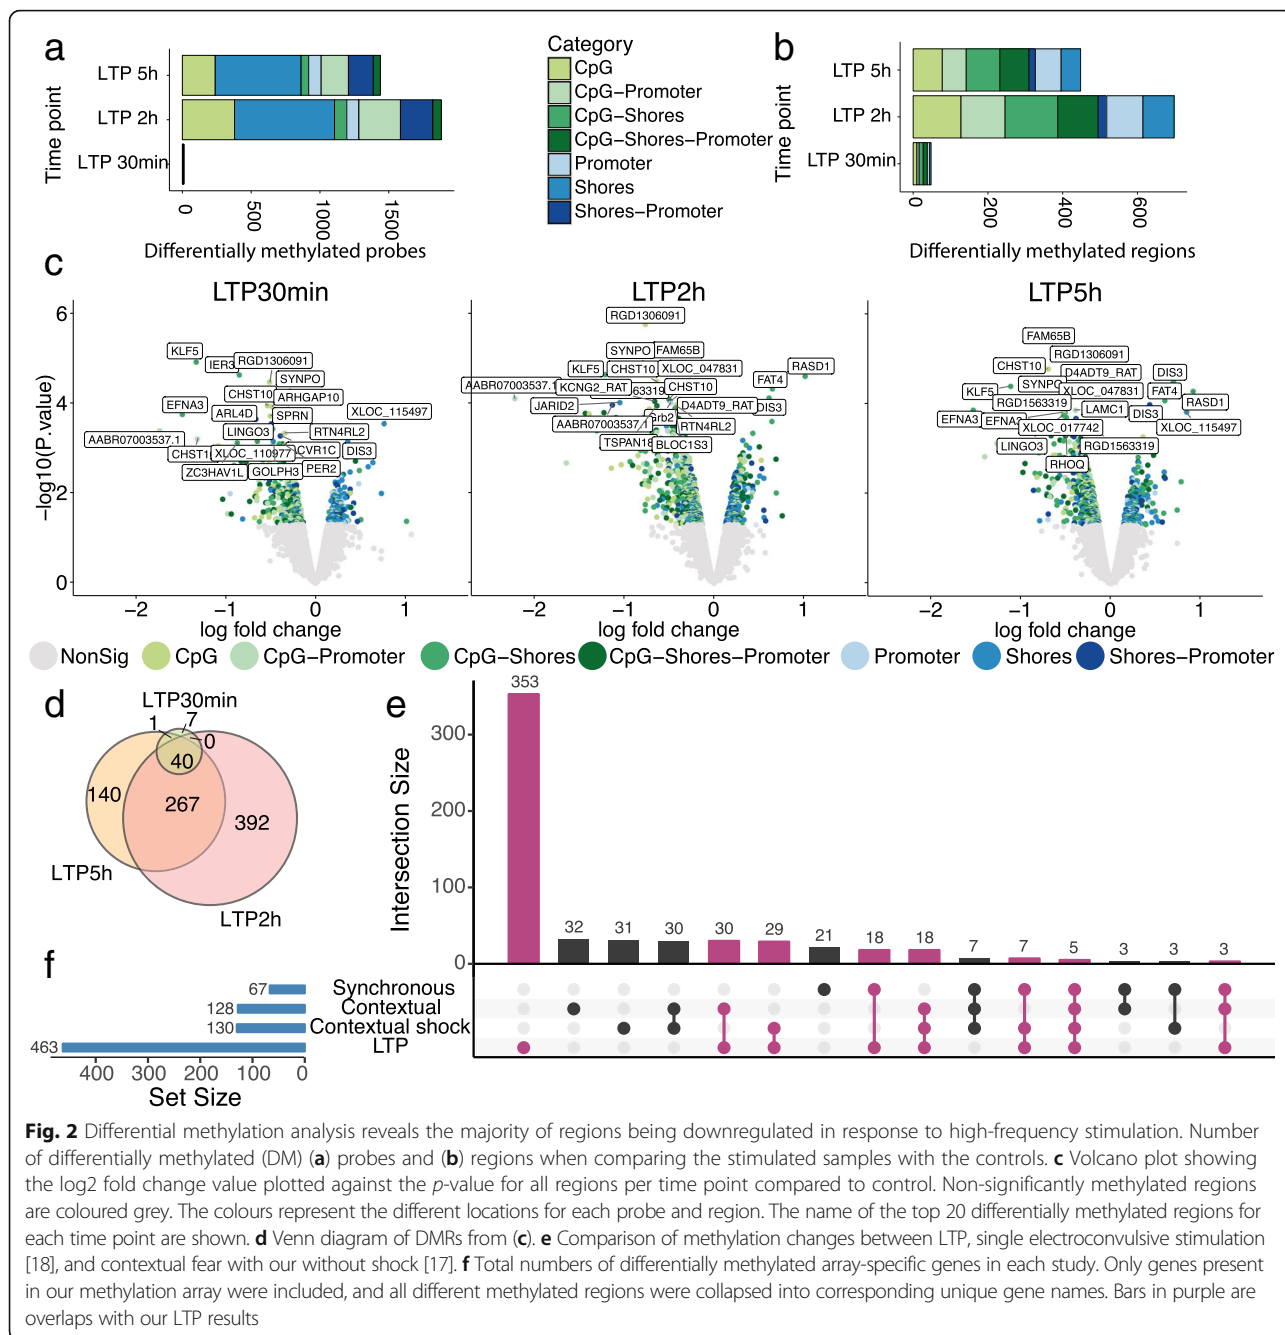 a
Time point
LTP 5h
LTP 2h
LTP 30min
0
500
1000
1500
Differentially methylated probes
Category
CpG
CpG−Promoter
CpG−Shores
CpG−Shores−Promoter
Promoter
Shores
Shores−Promoter
b
Time point
LTP 5h
LTP 2h
LTP 30min
0
200
400
600
Differentially methylated regions
c
−log10(P.value)
6
4
2
0
LTP30min
KLF5
IER3
RGD1306091
SYNPO
CHST10
ARHGAP10
EFNA3
ARL4D
SPRN
XLOC_115497
LINGO3
RTN4RL2
AABR07003537.1
XLOC_110977
CVR1C
DIS3
ZC3HAV1L
GOLPH3
PER2
−2 −1 0 1
log fold change
LTP2h
RGD1306091
SYNPO
FAM65B
KLF5
CHST10
XLOC_047831
RASD1
AABR07003537.1
KCNG2_RAT
63319
CHST10
FAT4
JARID2
D4ADT9_RAT
DIS3
AABR07003537.1
rb2
RTN4RL2
TSPAN18
BLOC1S3
−2 −1 0 1
log fold change
LTP5h
FAM65B
RGD1306091
CHST10
D4ADT9_RAT
DIS3
KLF5
SYNPO
XLOC_047831
FAT4
RGD1563319
LAMC1
RASD1
EFNA3
EFNA3
DIS3
XLOC_017742
XLOC_115497
LINGO3
RGD1563319
RHOQ
−2 −1 0 1
log fold change
NonSig CpG CpG−Promoter CpG−Shores CpG−Shores−Promoter Promoter Shores Shores−Promoter
d
LTP30min
1
7
0
40
140
267
392
LTP5h
LTP2h
e
Intersection Size
300
200
100
0
353
32
31
30
30
29
21
18
18
7
7
5
3
3
3
f
67 Synchronous
128 Contextual
130 Contextual shock
463 LTP
400 300 200 100 0
Set Size
Fig. 2 Differential methylation analysis reveals the majority of regions being downregulated in response to high-frequency stimulation. Number
of differentially methylated (DM) (a) probes and (b) regions when comparing the stimulated samples with the controls. c Volcano plot showing
the log2 fold change value plotted against the p-value for all regions per time point compared to control. Non-significantly methylated regions
are coloured grey. The colours represent the different locations for each probe and region. The name of the top 20 differentially methylated regions for
each time point are shown. d Venn diagram of DMRs from (c). e Comparison of methylation changes between LTP, single electroconvulsive stimulation
[18], and contextual fear with our without shock [17]. f Total numbers of differentially methylated array-specific genes in each study. Only genes present
in our methylation array were included, and all different methylated regions were collapsed into corresponding unique gene names. Bars in purple are
overlaps with our LTP results